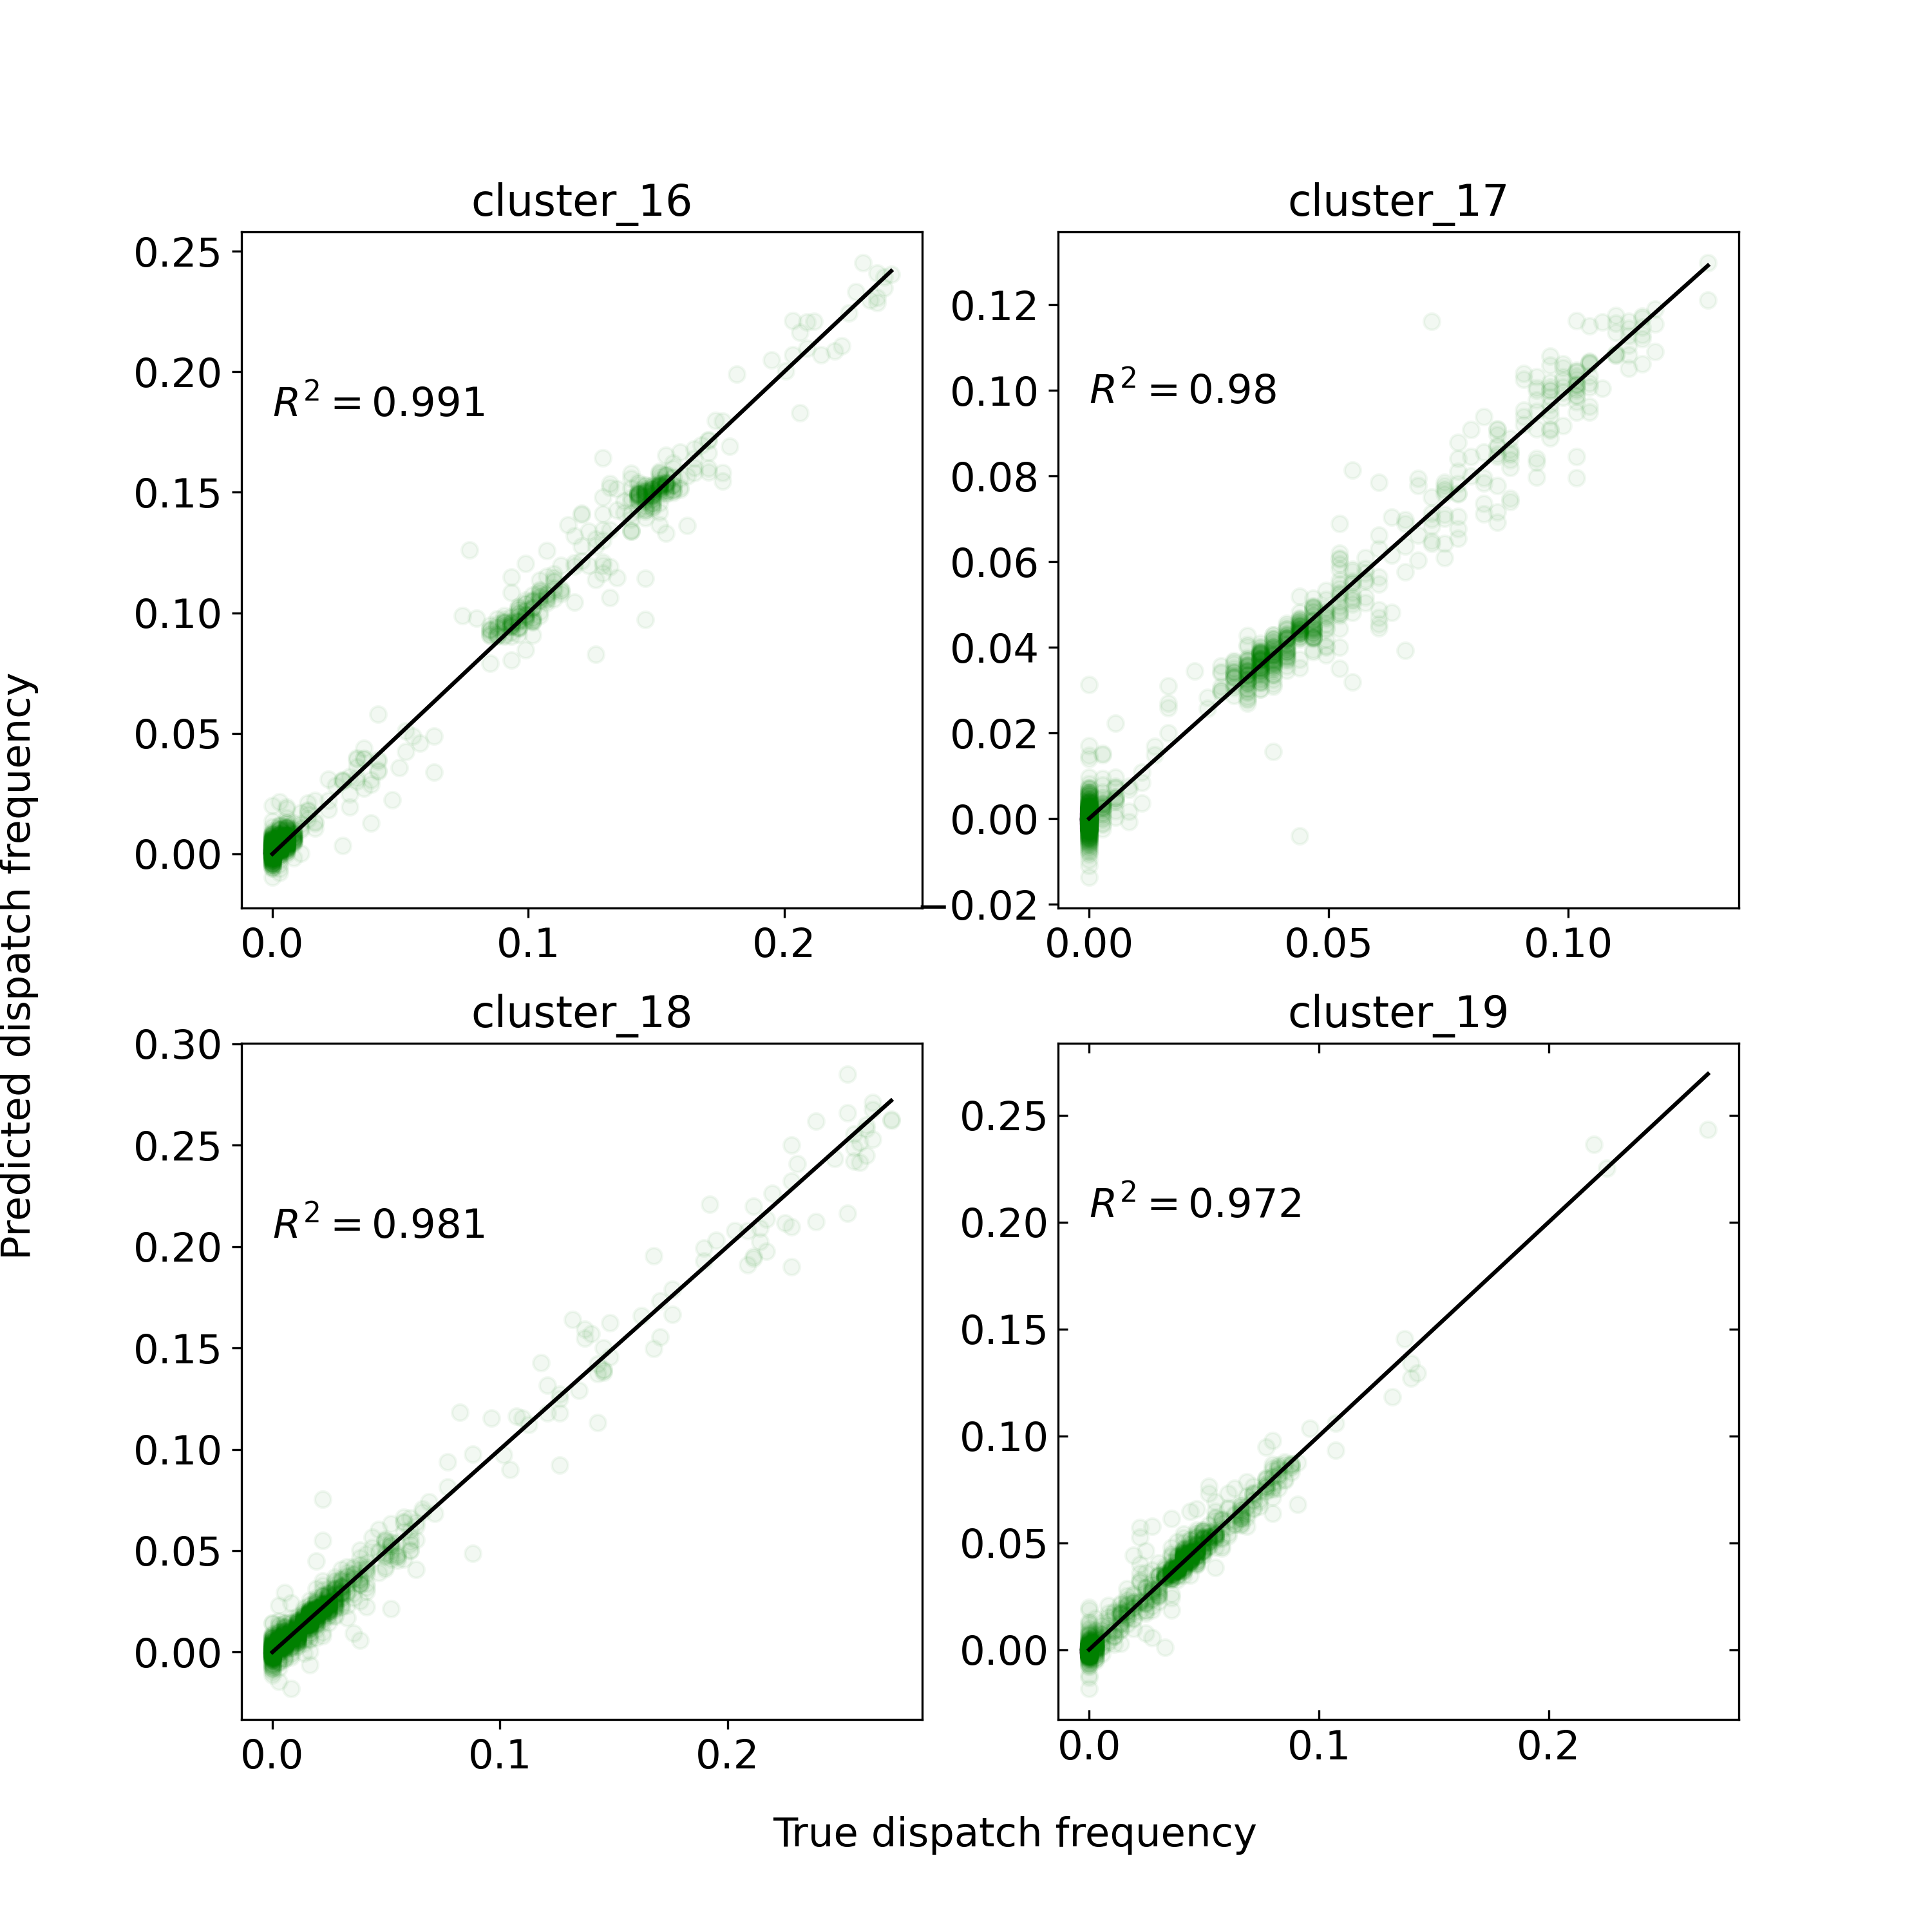 cluster_16
0.25
0.20
0.15
0.10
0.05
0.00
R² = 0.991
0.0 0.1 0.2
cluster_17
0.12
0.10
0.08
0.06
0.04
0.02
0.00
−0.02
R² = 0.98
0.00 0.05 0.10
cluster_18
0.30
0.25
0.20
0.15
0.10
0.05
0.00
R² = 0.981
0.0 0.1 0.2
cluster_19
0.25
0.20
0.15
0.10
0.05
0.00
R² = 0.972
0.0 0.1 0.2
Predicted dispatch frequency
True dispatch frequency